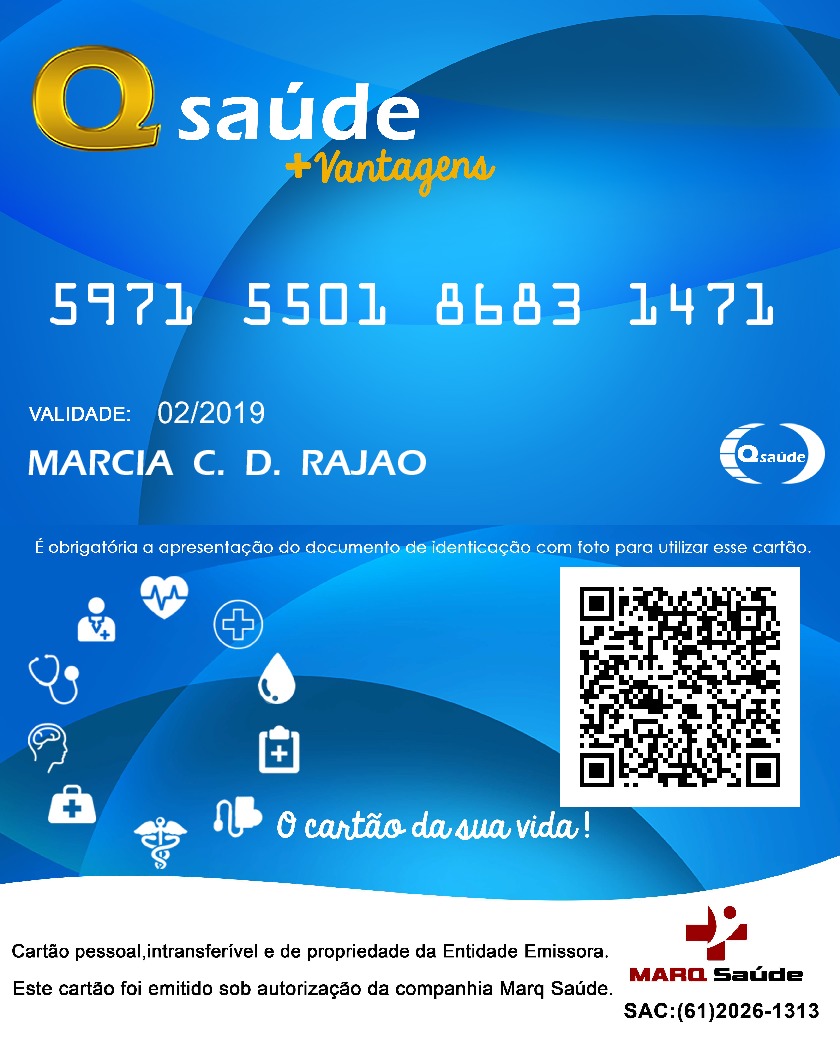 Q saúde
+Vantagens
5971 5501 8683 1471
VALIDADE: 02/2019
MARCIA C. D. RAJAO
Qsaúde
É obrigatória a apresentação do documento de identicação com foto para utilizar esse cartão.
O cartão da sua vida!
Cartão pessoal,intransferível e de propriedade da Entidade Emissora.
MARQ Saúde
Este cartão foi emitido sob autorização da companhia Marq Saúde.
SAC:(61)2026-1313